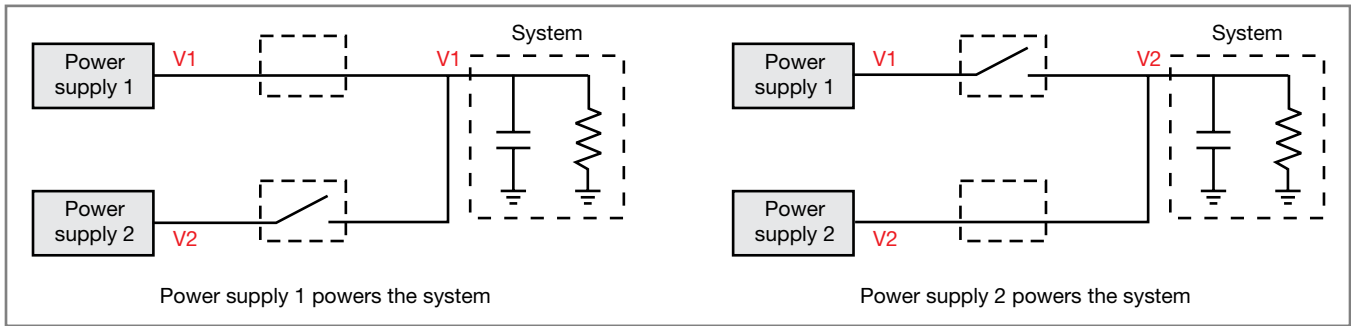 System
Power
supply 1
V1
V1
Power
supply 2
V2
Power supply 1 powers the system
System
Power
supply 1
V1
V2
Power
supply 2
V2
Power supply 2 powers the system